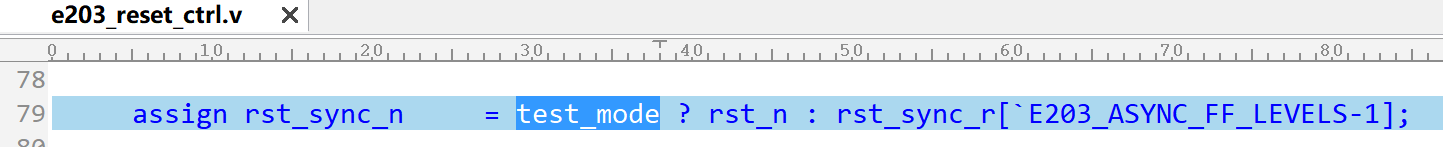 e203_reset_ctrl.v
0 10 20 30 40 50 60 70 80
78
79 assign rst_sync_n = test_mode ? rst_n : rst_sync_r[`E203_ASYNC_FF_LEVELS-1];
80